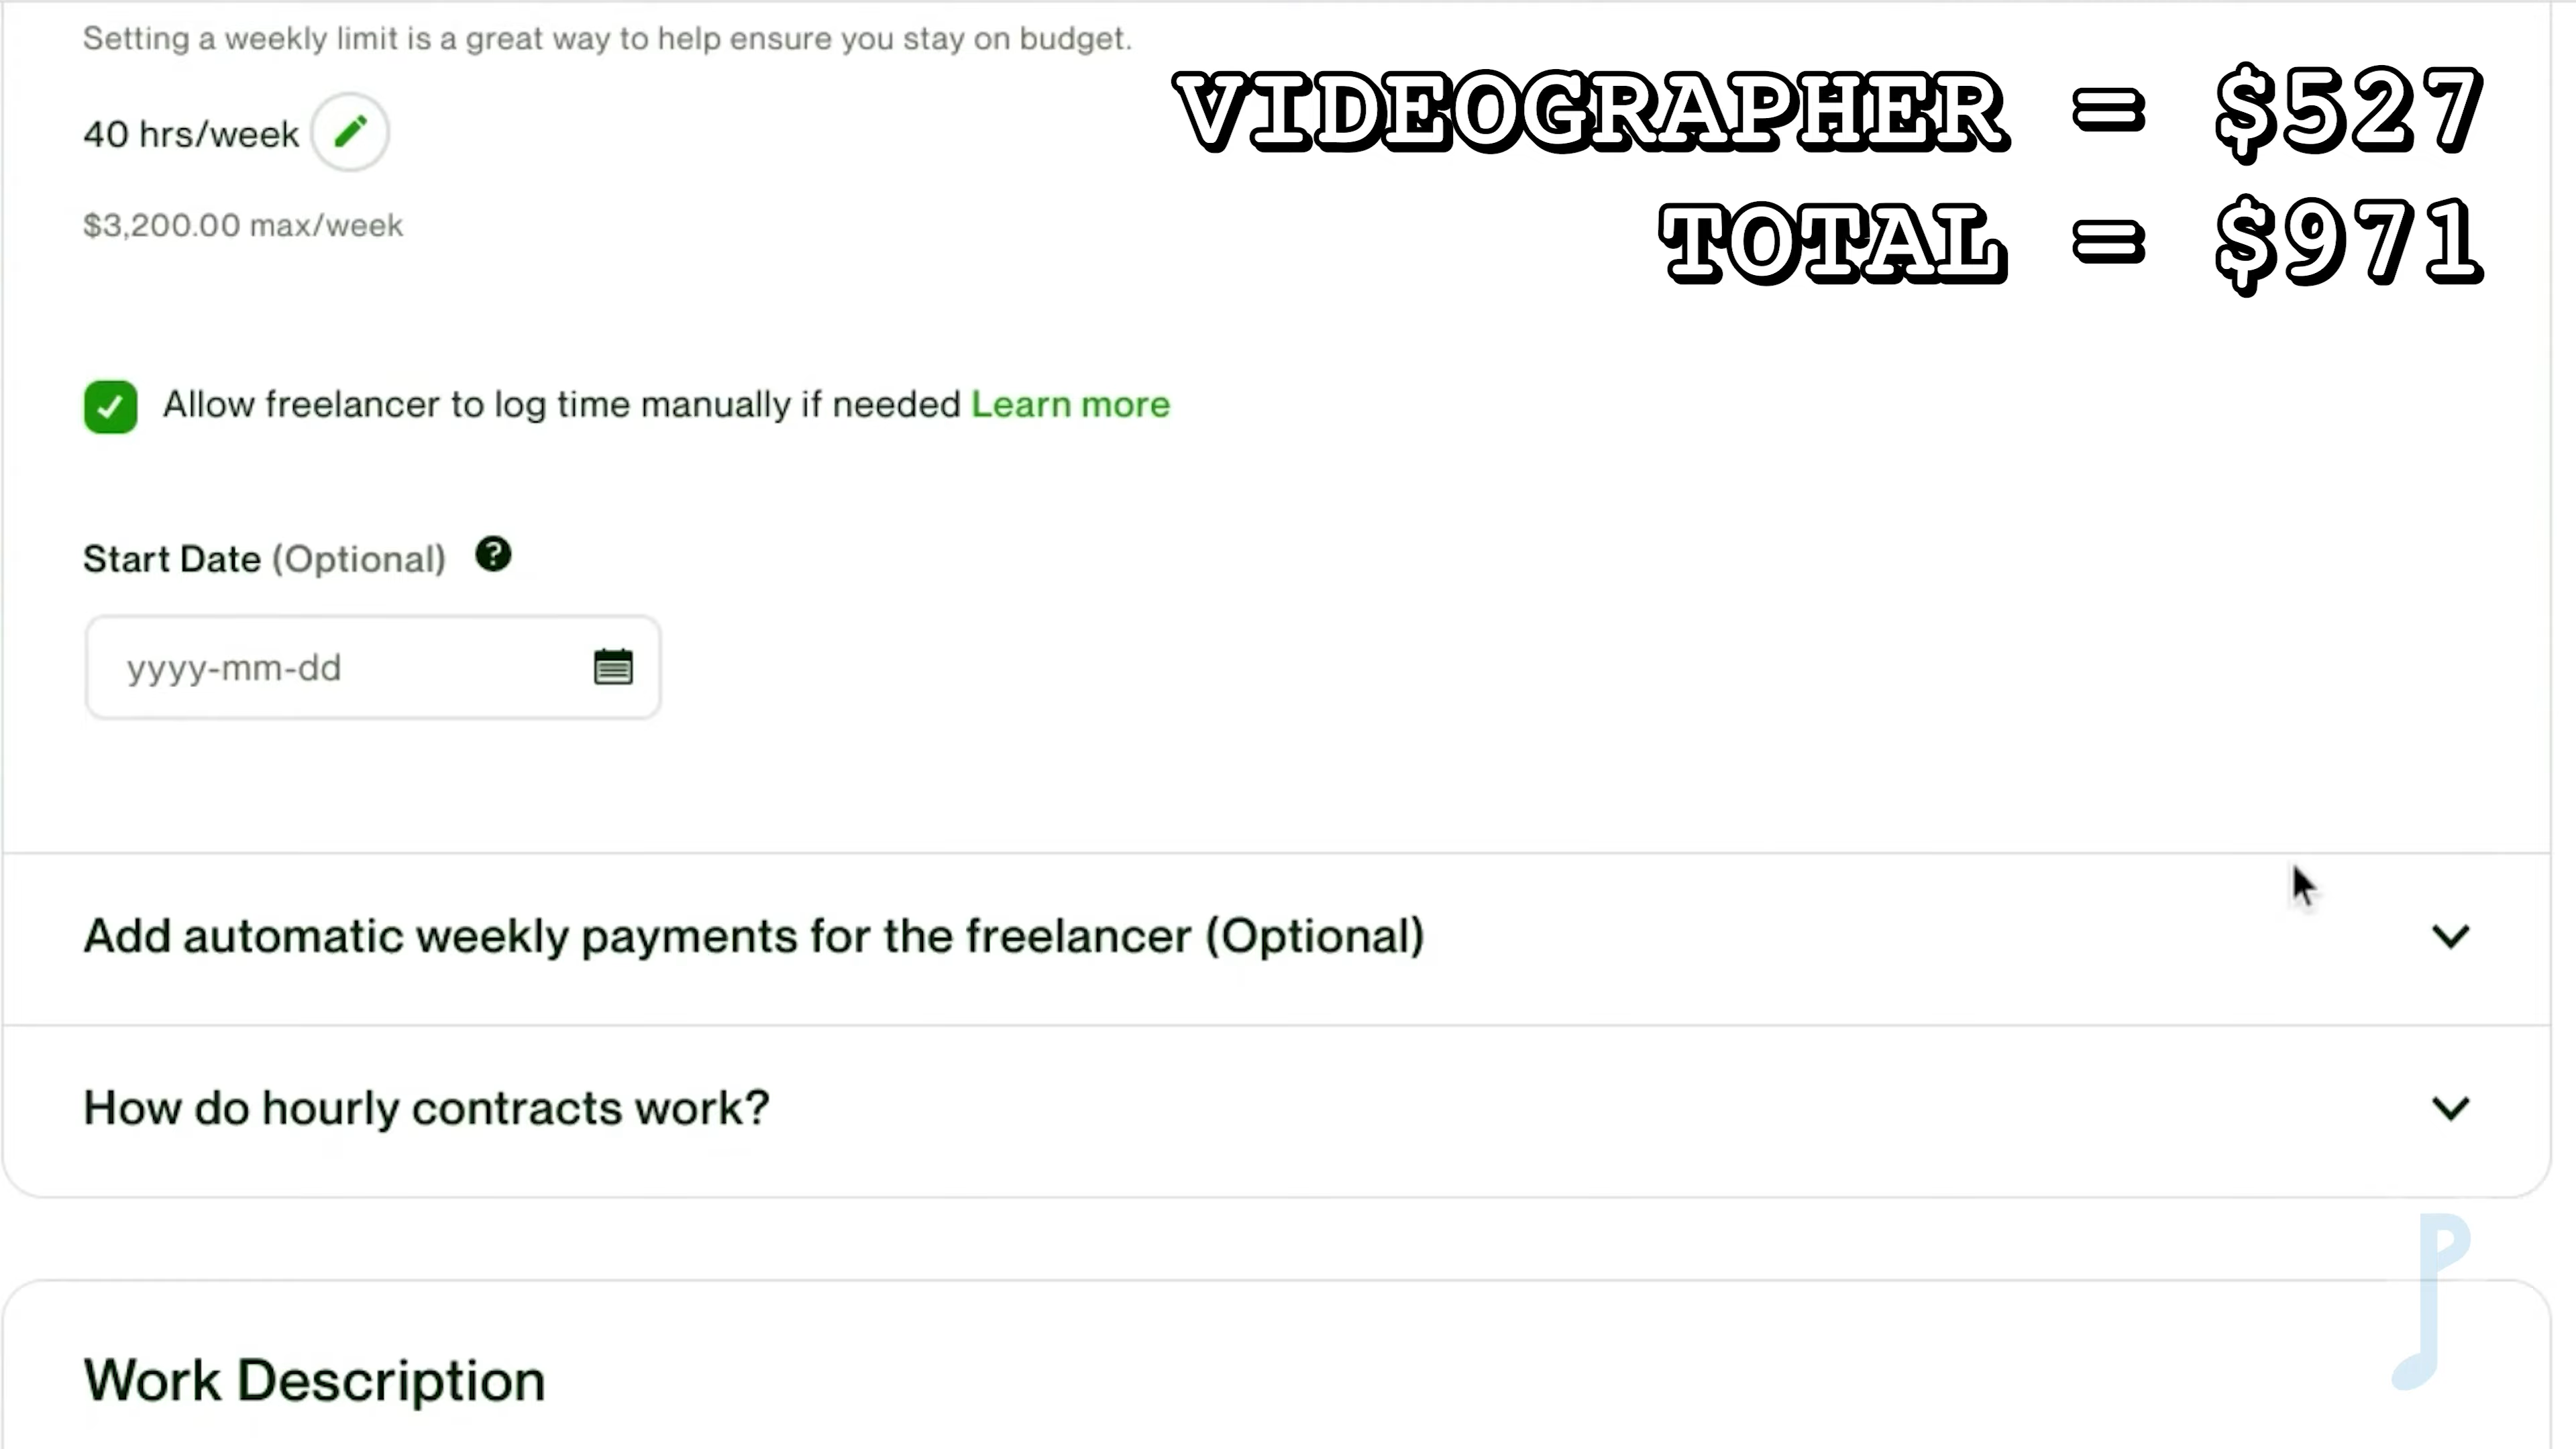 Setting a weekly limit is a great way to help ensure you stay on budget.
VIDEOGRAPHER = $527
40 hrs/week
TOTAL = $971
$3,200.00 max/week
Allow freelancer to log time manually if needed Learn more
Start Date (Optional)
yyyy-mm-dd
Add automatic weekly payments for the freelancer (Optional)
How do hourly contracts work?
Work Description